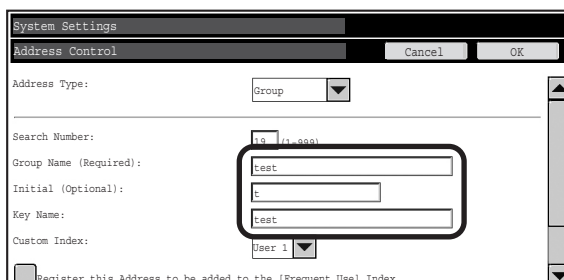 System Settings
Address Control Cancel OK
Address Type: Group
Search Number: 19 (1-999)
Group Name (Required): test
Initial (Optional): t
Key Name: test
Custom Index: User 1
Register this Address to be added to the [Frequent Use] Index.